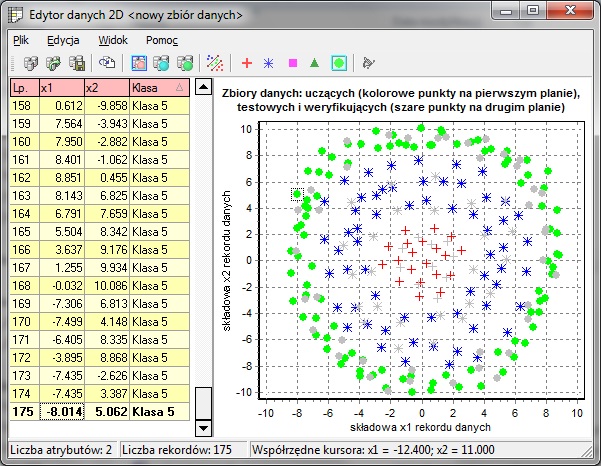 Edytor danych 2D <nowy zbiór danych>
Plik Edycja Widok Pomoc
Lp. x1 x2 Klasa
158 0.612 -9.858 Klasa 5
159 7.564 -3.943 Klasa 5
160 7.950 -2.882 Klasa 5
161 8.401 -1.062 Klasa 5
162 8.851 0.455 Klasa 5
163 8.143 6.825 Klasa 5
164 6.791 7.659 Klasa 5
165 5.504 8.342 Klasa 5
166 3.637 9.176 Klasa 5
167 1.255 9.934 Klasa 5
168 -0.032 10.086 Klasa 5
169 -7.306 6.813 Klasa 5
170 -7.499 4.148 Klasa 5
171 -6.405 8.335 Klasa 5
172 -3.895 8.868 Klasa 5
173 -7.435 -2.626 Klasa 5
174 -7.435 3.387 Klasa 5
175 -8.014 5.062 Klasa 5
Zbiory danych: uczących (kolorowe punkty na pierwszym planie),
testowych i weryfikujących (szare punkty na drugim planie)
składowa x2 rekordu danych
10
8
6
4
2
0
-2
-4
-6
-8
-10
-10 -8 -6 -4 -2 0 2 4 6 8 10
składowa x1 rekordu danych
Liczba atrybutów: 2 Liczba rekordów: 175 Współrzędne kursora: x1 = -12.400; x2 = 11.000